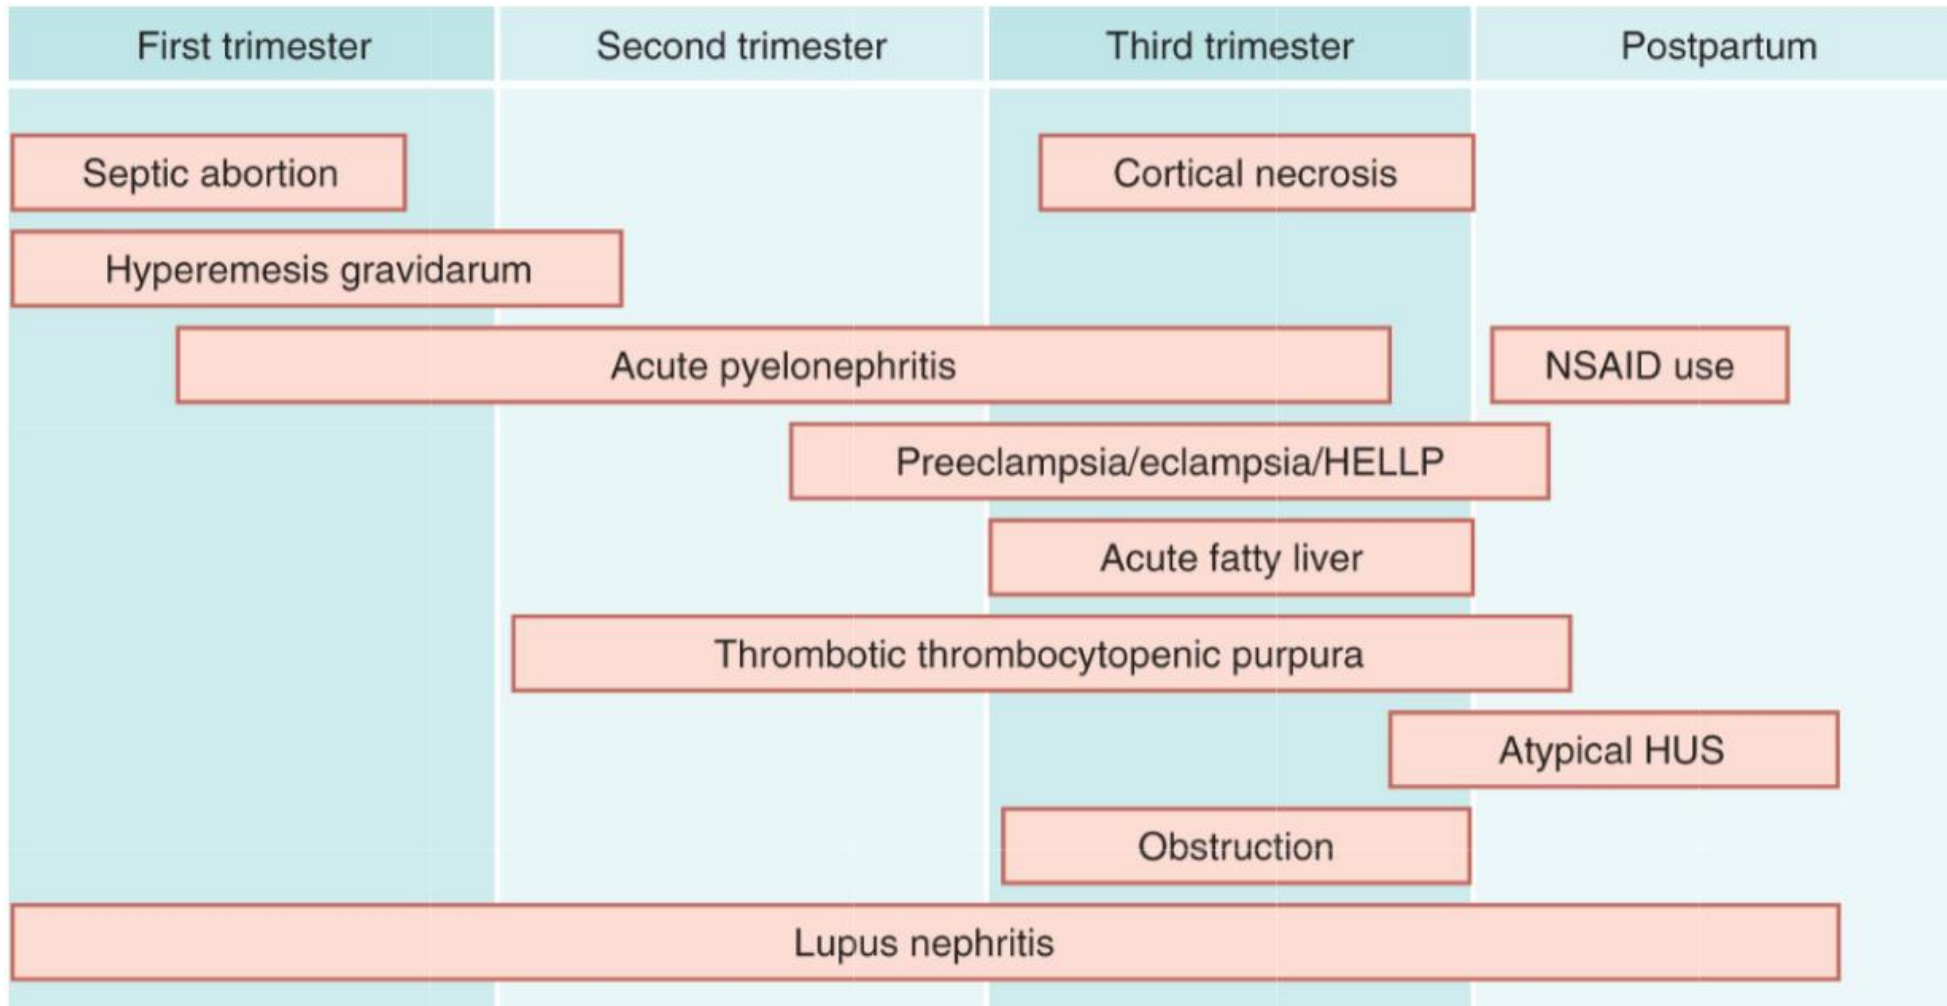 First trimester
Second trimester
Third trimester
Postpartum
Septic abortion
Cortical necrosis
Hyperemesis gravidarum
Acute pyelonephritis
NSAID use
Preeclampsia/eclampsia/HELLP
Acute fatty liver
Thrombotic thrombocytopenic purpura
Atypical HUS
Obstruction
Lupus nephritis